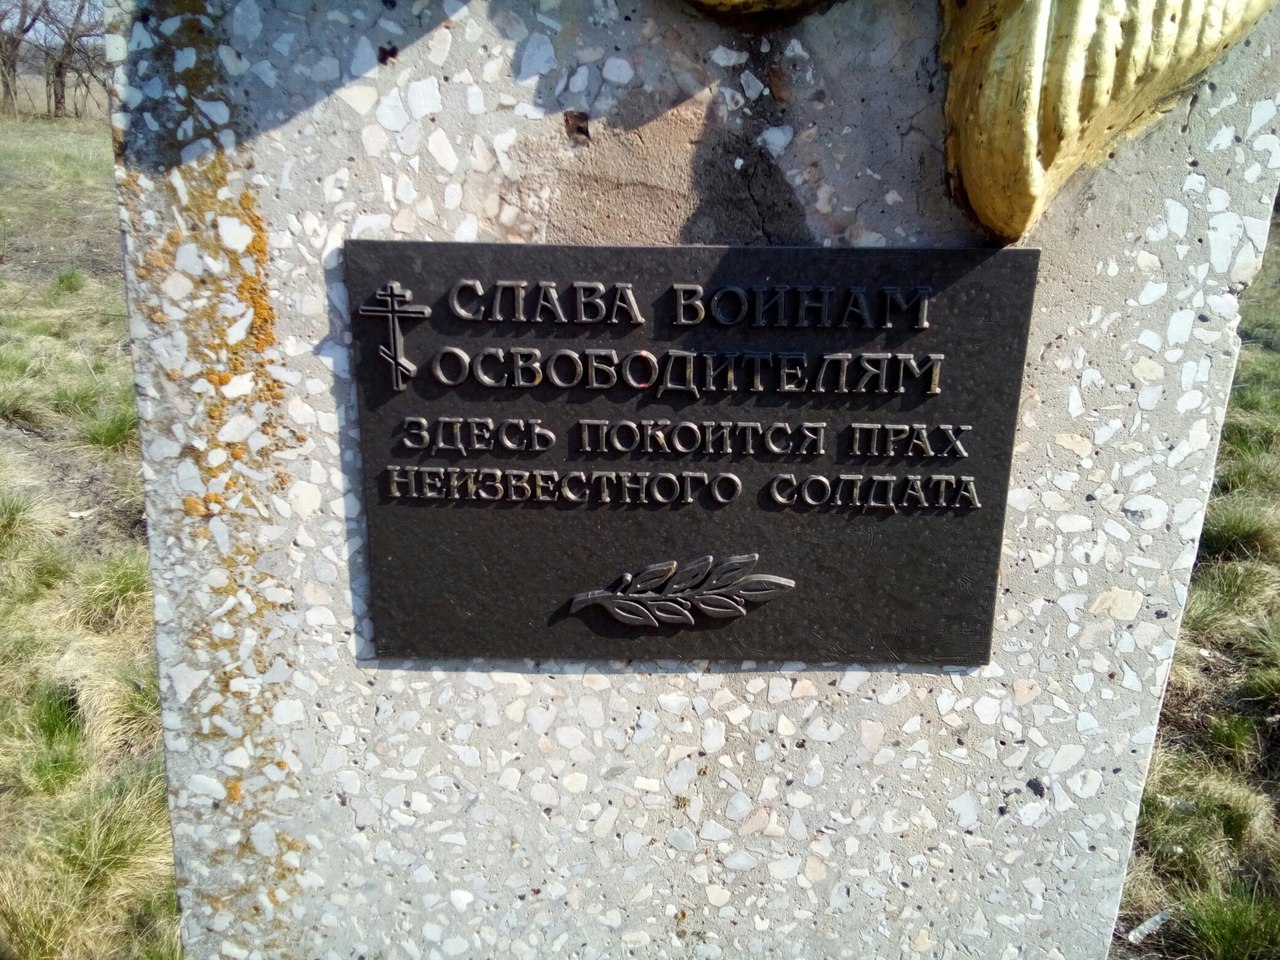 СЛАВА ВОИНАМ
ОСВОБОДИТЕЛЯМ
ЗДЕСЬ ПОКОИТСЯ ПРАХ
НЕИЗВЕСТНОГО СОЛДАТА